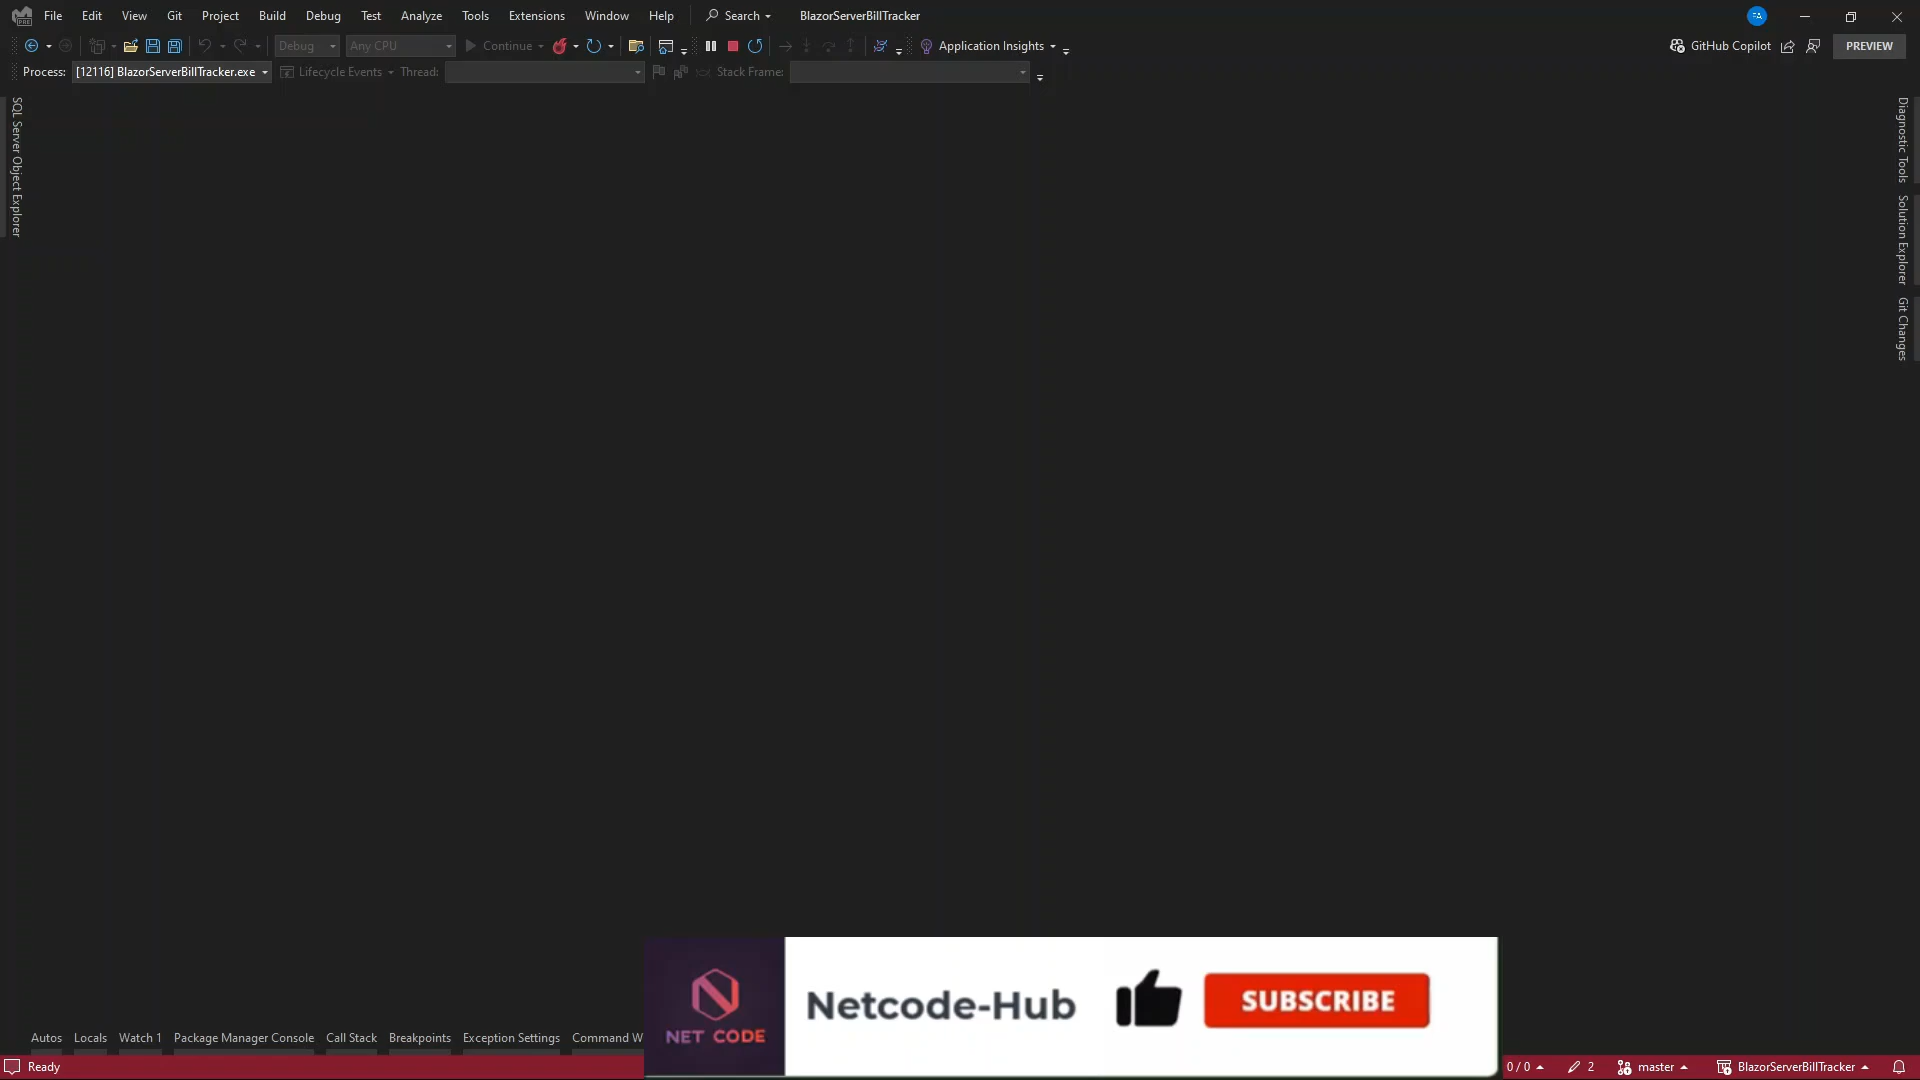 File Edit View Git Project Build Debug Test Analyze Tools Extensions Window Help Search BlazorServerBillTracker
Debug Any CPU Continue Application Insights GitHub Copilot PREVIEW
Process: [12116] BlazorServerBillTracker.exe Lifecycle Events Thread: Stack Frame:
SQL Server Object Explorer
Diagnostic Tools
Solution Explorer
Git Changes
Netcode-Hub SUBSCRIBE
NET CODE
Autos Locals Watch 1 Package Manager Console Call Stack Breakpoints Exception Settings Command W
Ready 0 / 0 2 master BlazorServerBillTracker